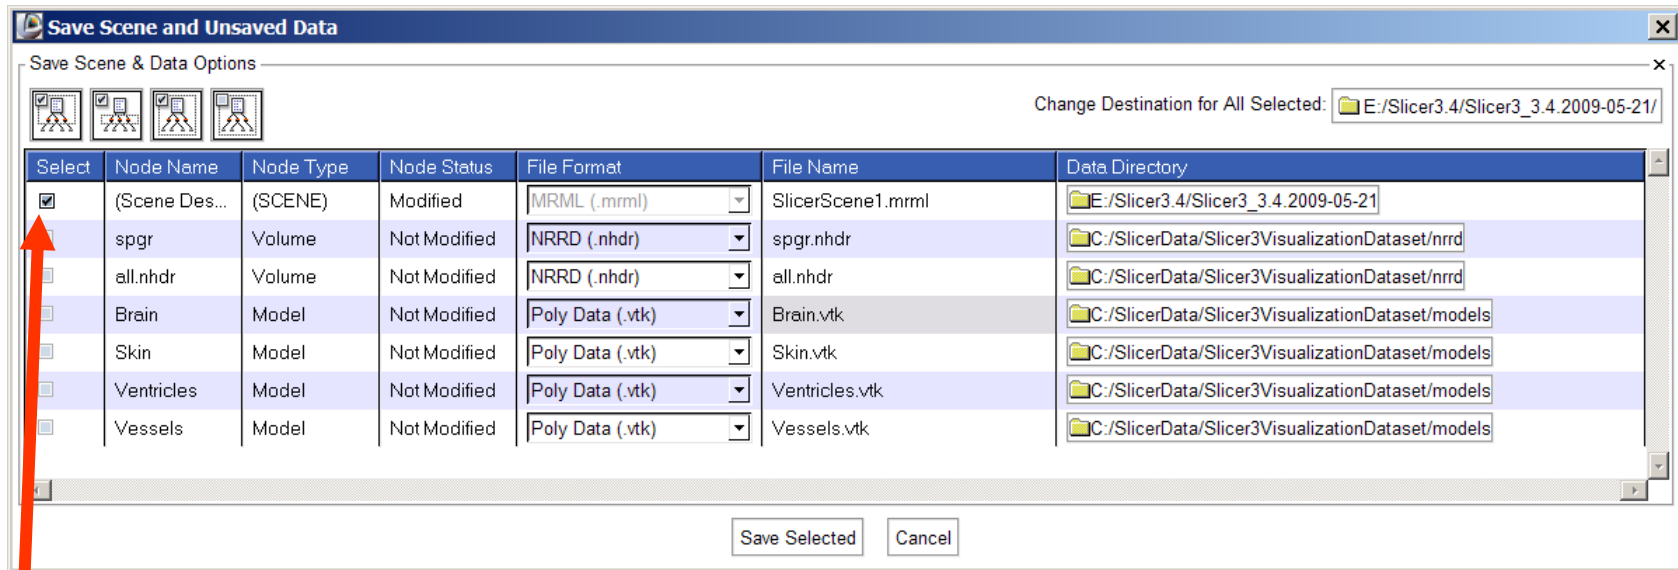 Save Scene and Unsaved Data
Save Scene & Data Options
Change Destination for All Selected: E:/Slicer3.4/Slicer3_3.4.2009-05-21/
Select Node Name Node Type Node Status File Format File Name Data Directory
(Scene Des... (SCENE) Modified MRML (.mrml) SlicerScene1.mrml E:/Slicer3.4/Slicer3_3.4.2009-05-21
spgr Volume Not Modified NRRD (.nhdr) spgr.nhdr C:/SlicerData/Slicer3VisualizationDataset/nrrd
all.nhdr Volume Not Modified NRRD (.nhdr) all.nhdr C:/SlicerData/Slicer3VisualizationDataset/nrrd
Brain Model Not Modified Poly Data (.vtk) Brain.vtk C:/SlicerData/Slicer3VisualizationDataset/models
Skin Model Not Modified Poly Data (.vtk) Skin.vtk C:/SlicerData/Slicer3VisualizationDataset/models
Ventricles Model Not Modified Poly Data (.vtk) Ventricles.vtk C:/SlicerData/Slicer3VisualizationDataset/models
Vessels Model Not Modified Poly Data (.vtk) Vessels.vtk C:/SlicerData/Slicer3VisualizationDataset/models
Save Selected Cancel